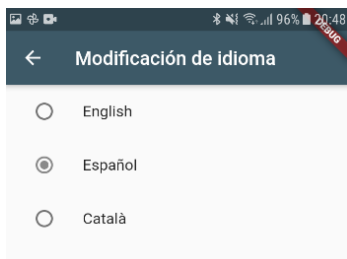 96% 20:48
DEBUG
Modificación de idioma
English
Español
Català